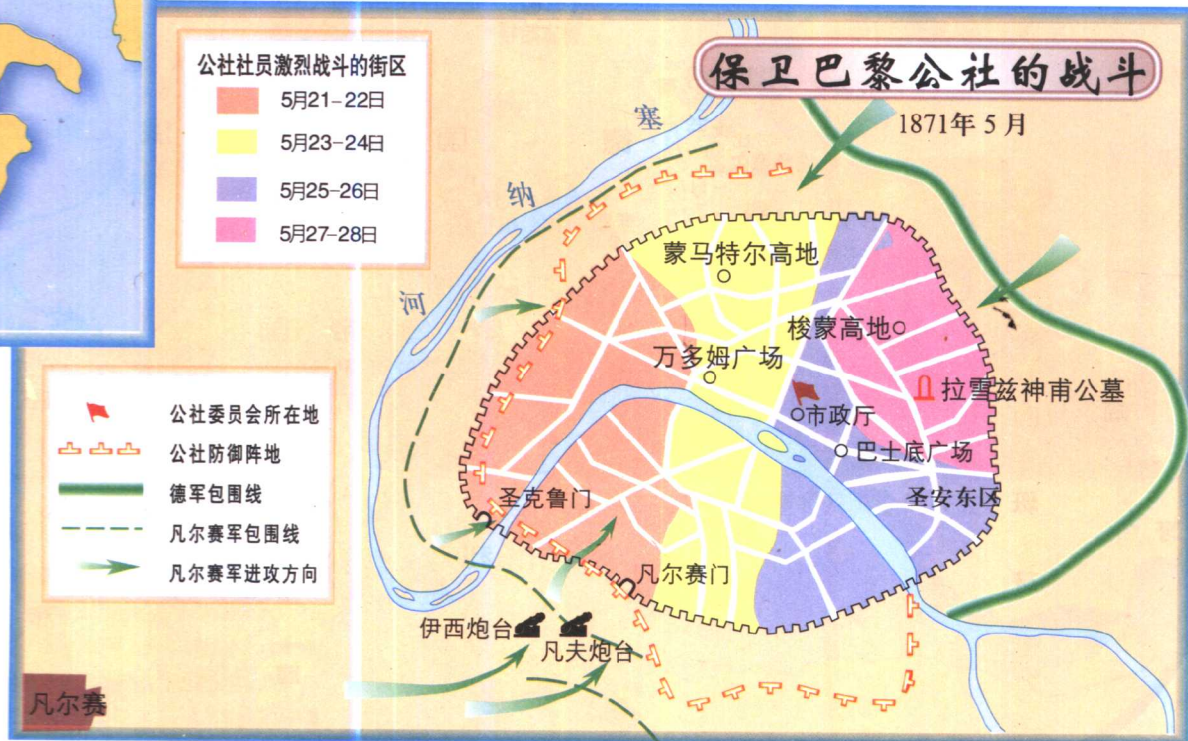 保卫巴黎公社的战斗
1871年5月
公社社员激烈战斗的街区
5月21-22日
5月23-24日
5月25-26日
5月27-28日
塞
纳
河
蒙马特尔高地
梭蒙高地
万多姆广场
拉雪兹神甫公墓
市政厅
巴士底广场
圣克鲁门
圣安东区
凡尔赛门
伊西炮台
凡夫炮台
公社委员会所在地
公社防御阵地
德军包围线
凡尔赛军包围线
凡尔赛军进攻方向
凡尔赛